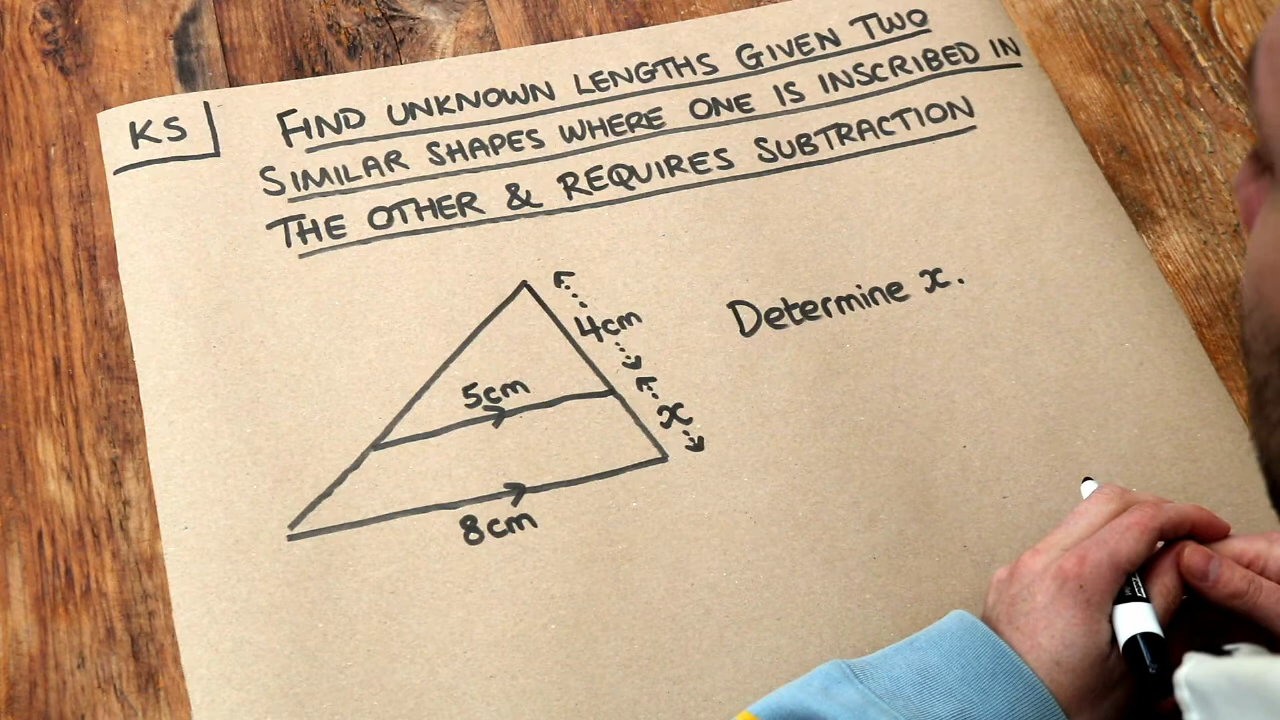 KS
FIND UNKNOWN LENGTHS GIVEN TWO
SIMILAR SHAPES WHERE ONE IS INSCRIBED IN
THE OTHER & REQUIRES SUBTRACTION
Determine x.
4cm
5cm
x
8cm